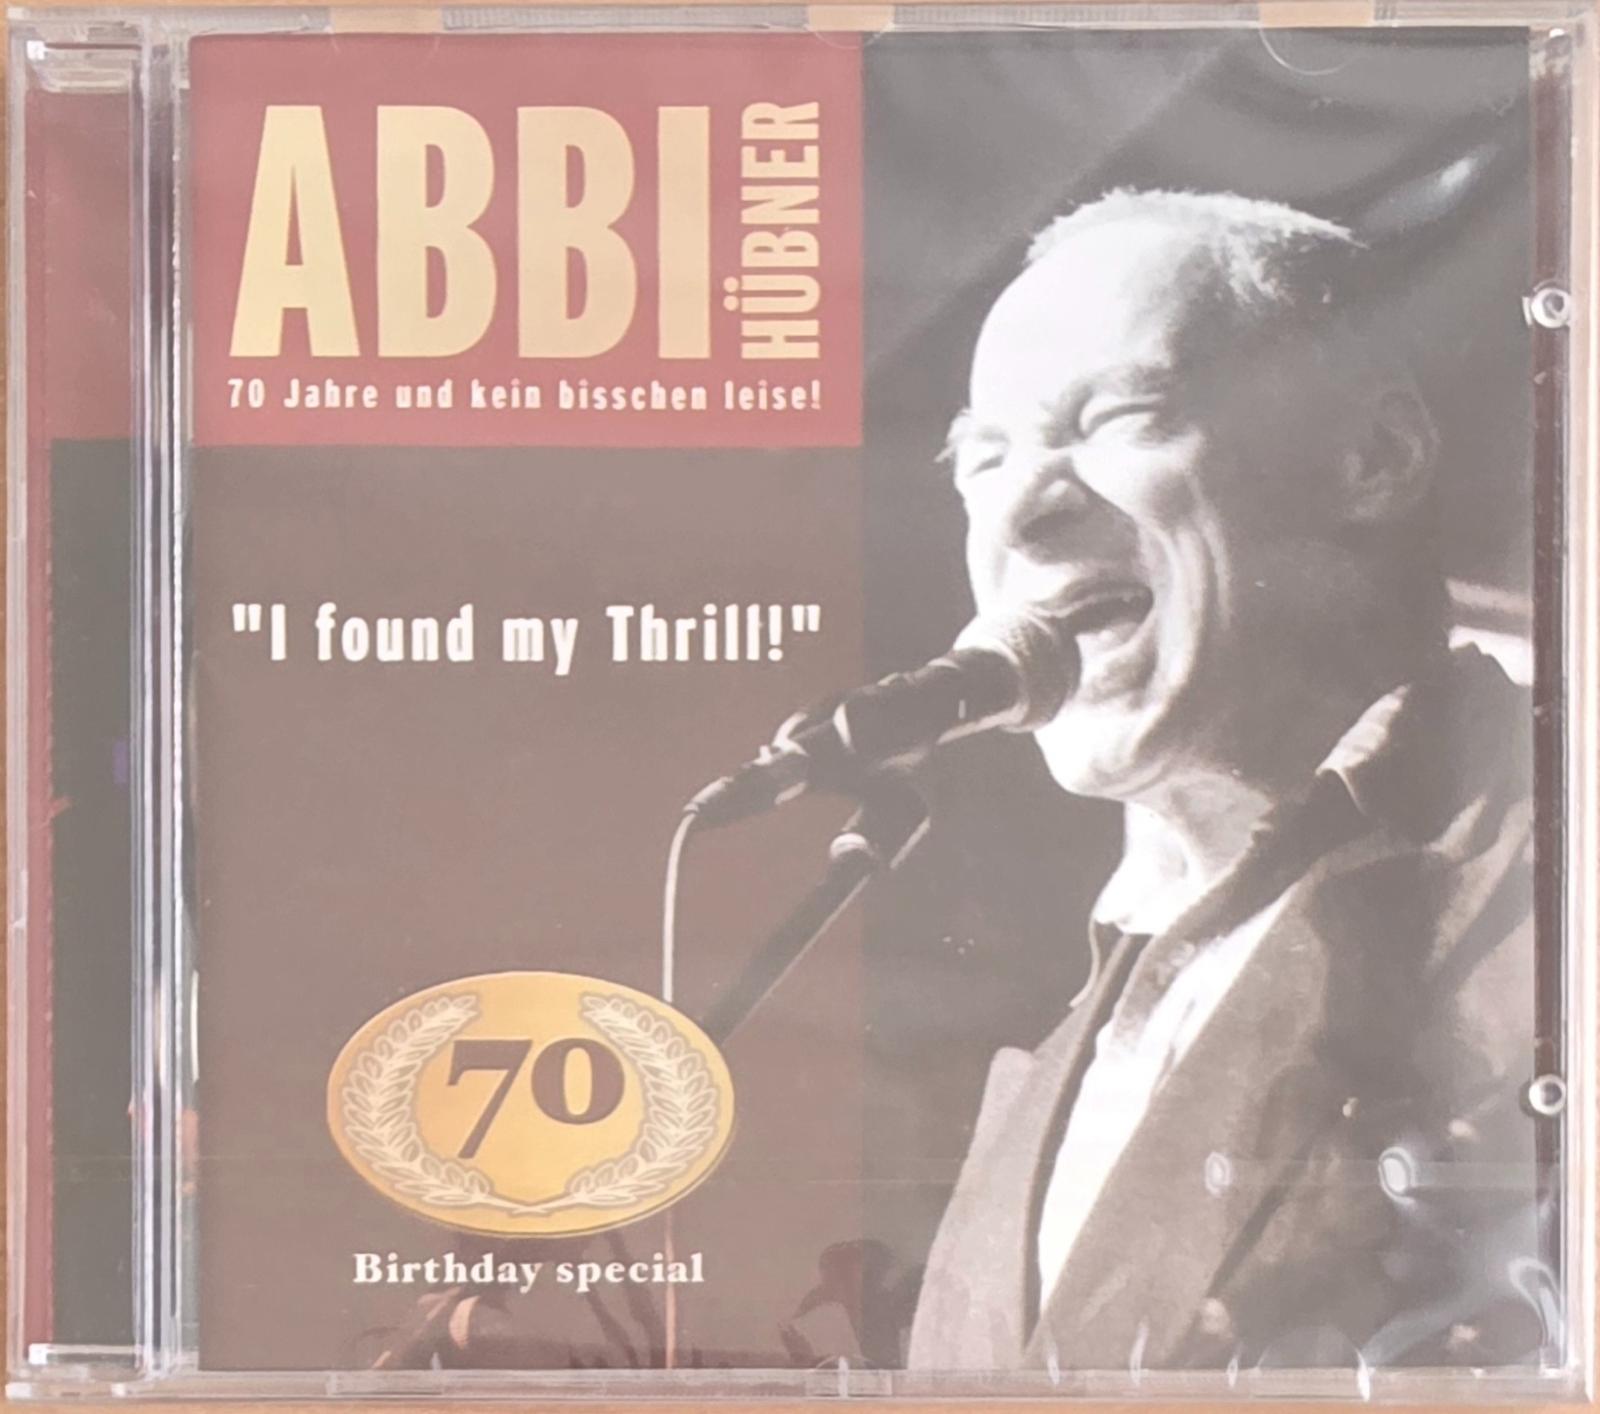 ABBI
HÜBNER
70 Jahre und kein bisschen leise!
"I found my Thrill!"
70
Birthday special